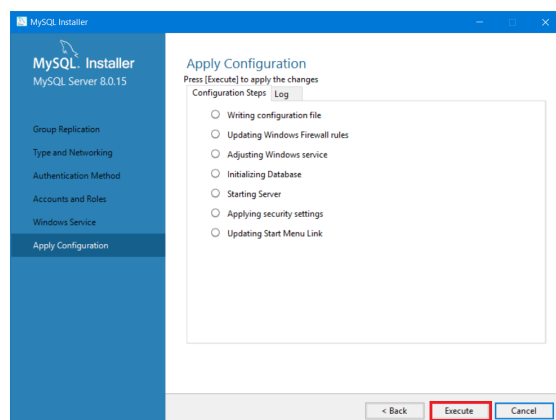 MySQL Installer
MySQL. Installer
MySQL Server 8.0.15
Group Replication
Type and Networking
Authentication Method
Accounts and Roles
Windows Service
Apply Configuration
Apply Configuration
Press [Execute] to apply the changes
Configuration Steps Log
Writing configuration file
Updating Windows Firewall rules
Adjusting Windows service
Initializing Database
Starting Server
Applying security settings
Updating Start Menu Link
< Back Execute Cancel